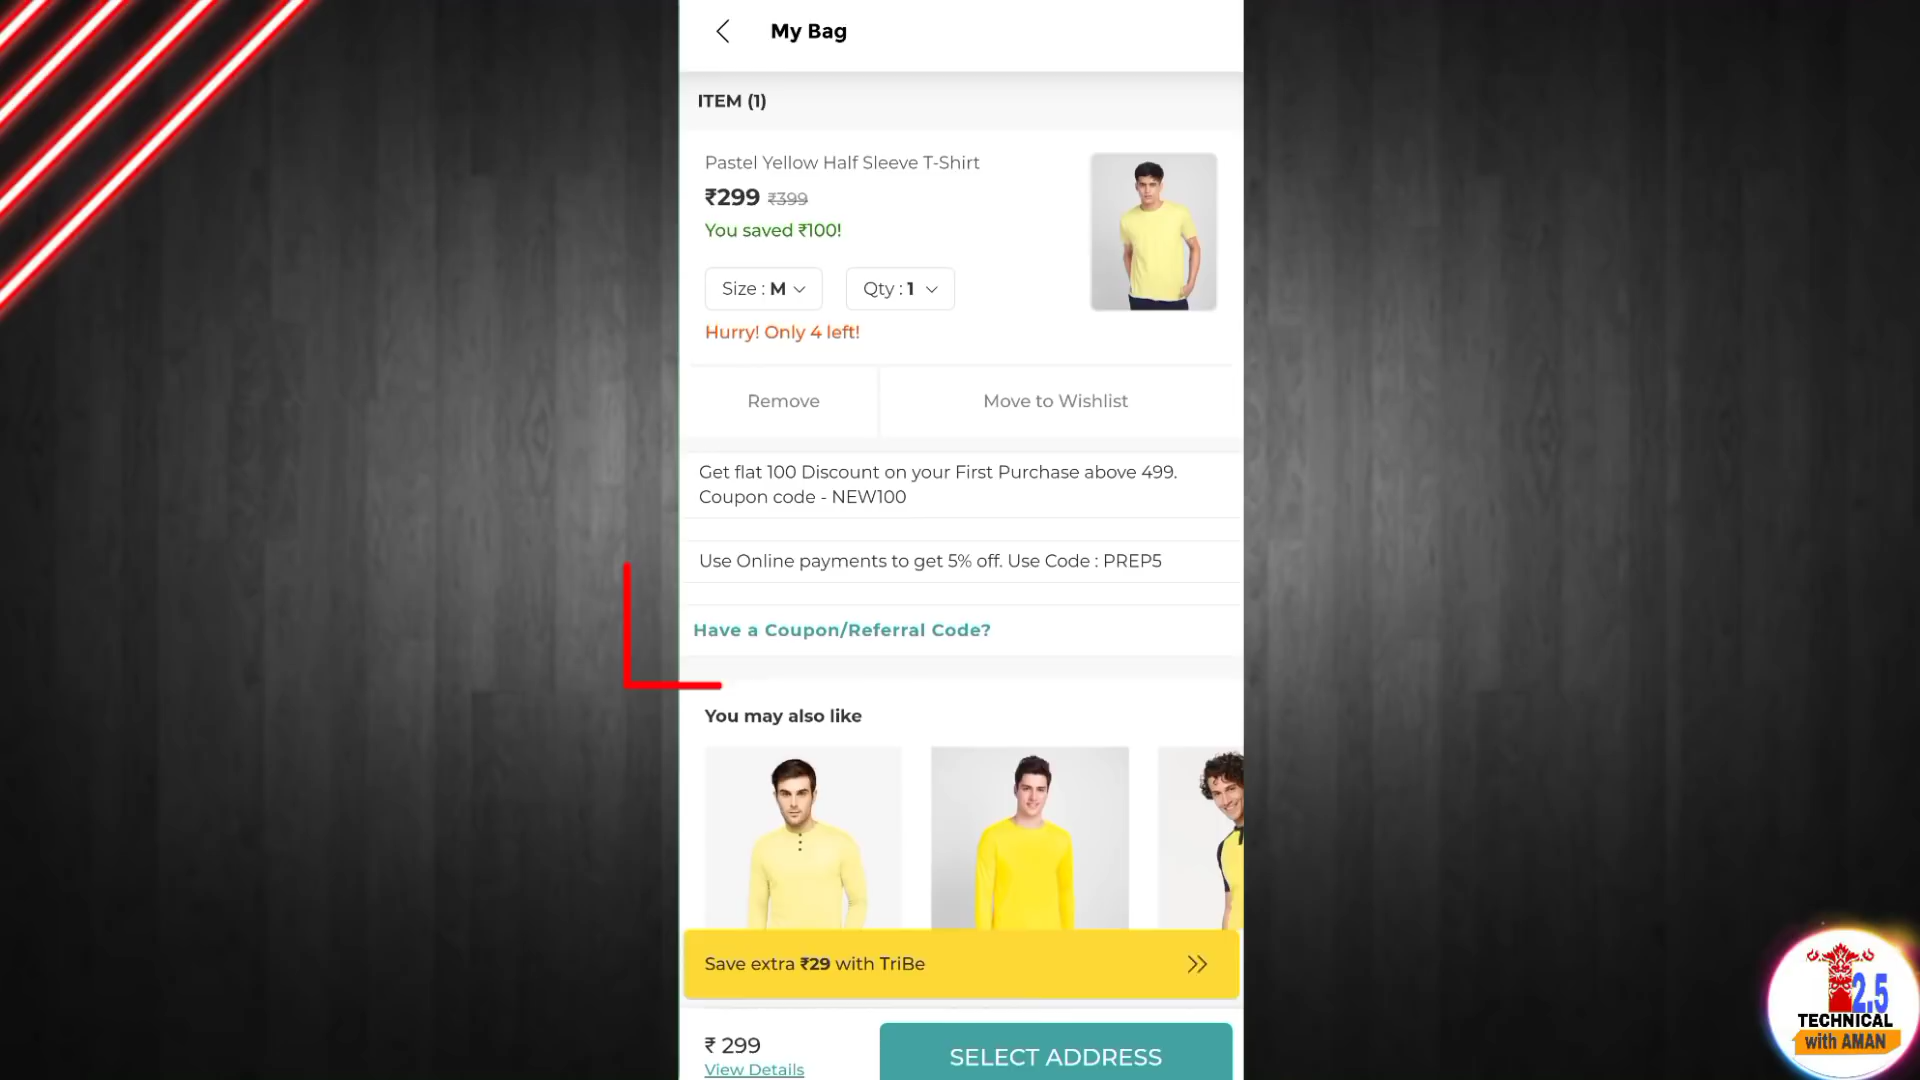 My Bag
ITEM (1)
Pastel Yellow Half Sleeve T-Shirt
₹299 ₹399
You saved ₹100!
Size : M Qty : 1
Hurry! Only 4 left!
Remove Move to Wishlist
Get flat 100 Discount on your First Purchase above 499.
Coupon code - NEW100
Use Online payments to get 5% off. Use Code : PREP5
Have a Coupon/Referral Code?
You may also like
Save extra ₹29 with TriBe
₹ 299
View Details
SELECT ADDRESS
2.5
TECHNICAL
with AMAN